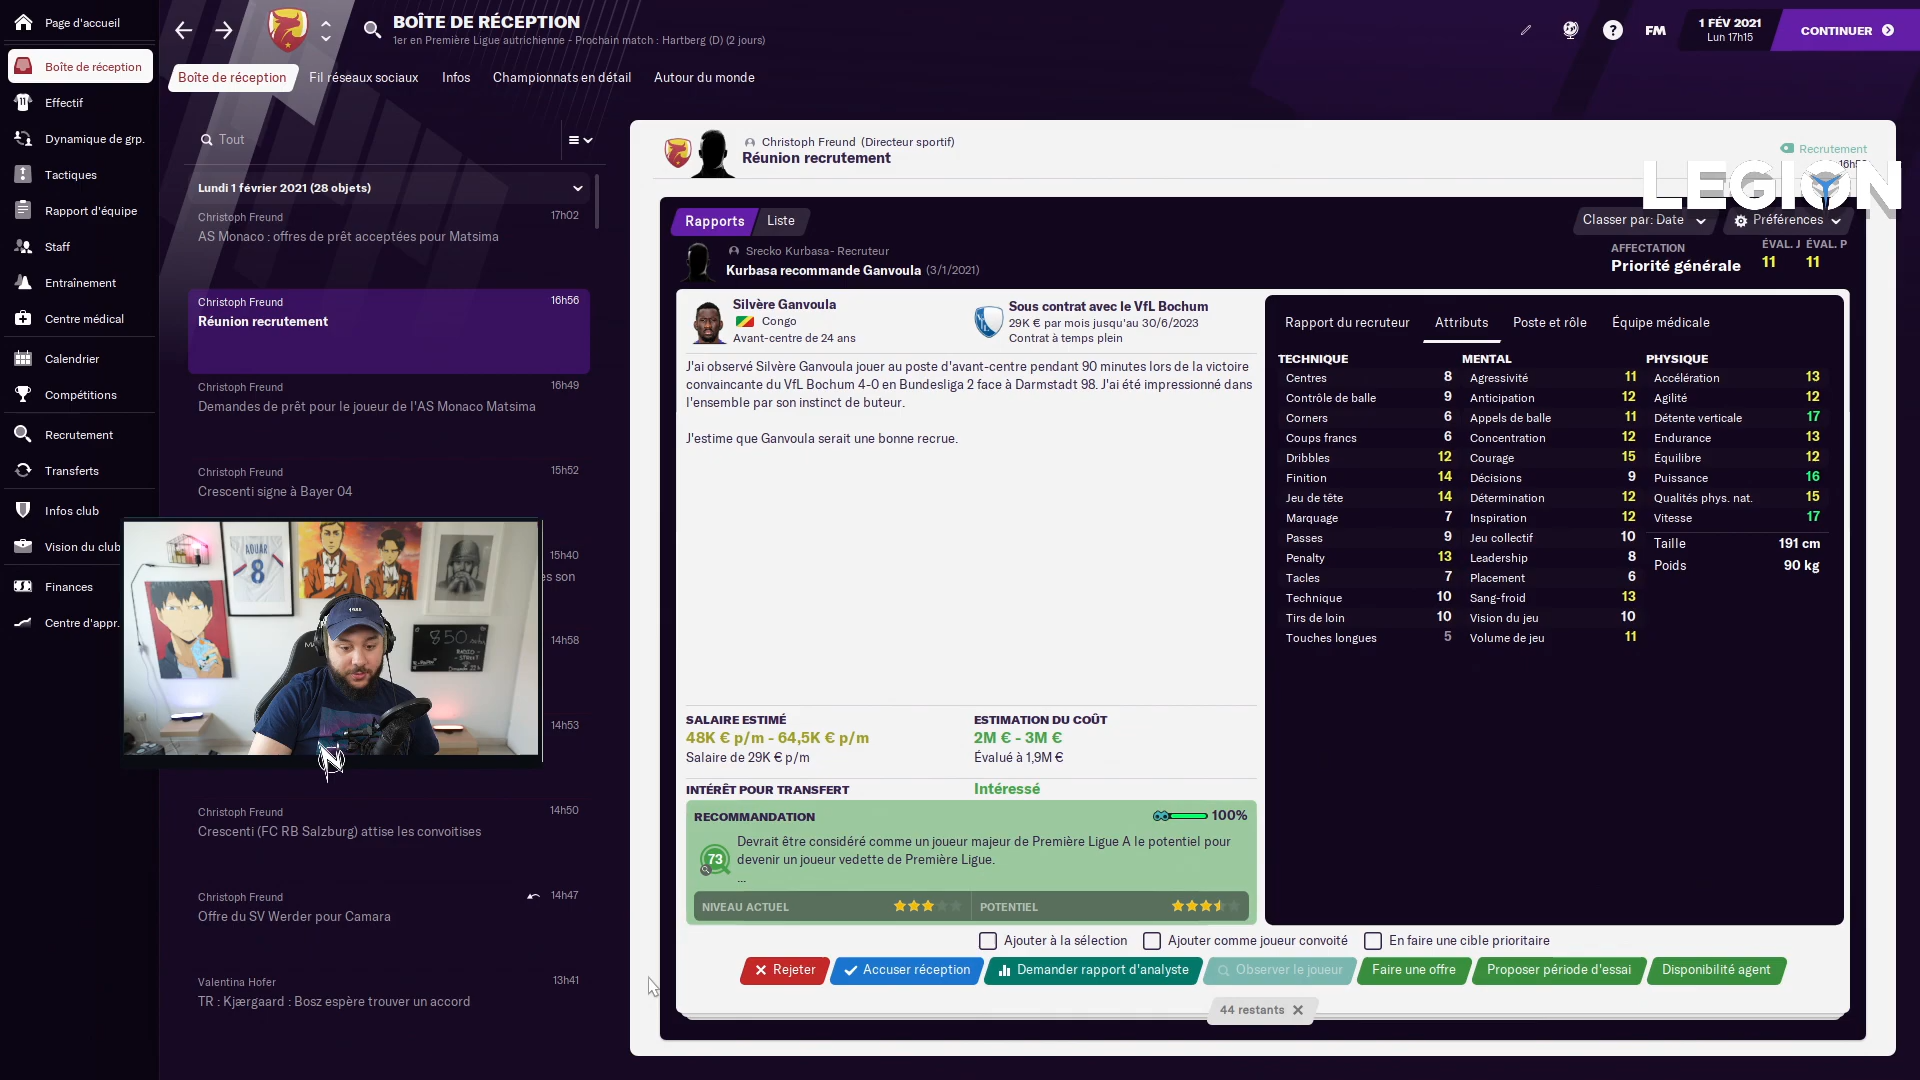 Page d'accueil
Boîte de réception
Effectif
Dynamique de grp.
Tactiques
Rapport d'équipe
Staff
Entraînement
Centre médical
Calendrier
Compétitions
Recrutement
Transferts
Infos club
Vision du club
Finances
Centre d'appr.
BOÎTE DE RÉCEPTION
1er en Première Ligue autrichienne - Prochain match : Hartberg (D) (2 jours)
FM
1 FÉV 2021
Lun 17h15
CONTINUER
Boîte de réception
Fil réseaux sociaux
Infos
Championnats en détail
Autour du monde
Tout
Lundi 1 février 2021 (28 objets)
Christoph Freund 17h02
AS Monaco : offres de prêt acceptées pour Matsima
Christoph Freund 16h56
Réunion recrutement
Christoph Freund 16h49
Demandes de prêt pour le joueur de l'AS Monaco Matsima
Christoph Freund 15h52
Crescenti signe à Bayer 04
15h40
es son
14h58
14h53
AOUAR
8
850
RADIO -
STREET
Christoph Freund 14h50
Crescenti (FC RB Salzburg) attise les convoitises
Christoph Freund 14h47
Offre du SV Werder pour Camara
Valentina Hofer 13h41
TR : Kjærgaard : Bosz espère trouver un accord
Christoph Freund (Directeur sportif)
Réunion recrutement
Recrutement
LEGION
Rapports
Liste
Classer par: Date
Préférences
Srecko Kurbasa- Recruteur
Kurbasa recommande Ganvoula (3/1/2021)
AFFECTATION
Priorité générale
ÉVAL. J ÉVAL. P
11 11
Silvère Ganvoula
Congo
Avant-centre de 24 ans
Sous contrat avec le VfL Bochum
29K € par mois jusqu'au 30/6/2023
Contrat à temps plein
J'ai observé Silvère Ganvoula jouer au poste d'avant-centre pendant 90 minutes lors de la victoire
convaincante du VfL Bochum 4-0 en Bundesliga 2 face à Darmstadt 98. J'ai été impressionné dans
l'ensemble par son instinct de buteur.
J'estime que Ganvoula serait une bonne recrue.
SALAIRE ESTIMÉ
48K € p/m - 64,5K € p/m
Salaire de 29K € p/m
ESTIMATION DU COÛT
2M € - 3M €
Évalué à 1,9M €
INTÉRÊT POUR TRANSFERT
Intéressé
RECOMMANDATION
100%
73
Devrait être considéré comme un joueur majeur de Première Ligue A le potentiel pour
devenir un joueur vedette de Première Ligue.
...
NIVEAU ACTUEL
POTENTIEL
Rapport du recruteur
Attributs
Poste et rôle
Équipe médicale
TECHNIQUE
Centres 8
Contrôle de balle 9
Corners 6
Coups francs 6
Dribbles 12
Finition 14
Jeu de tête 14
Marquage 7
Passes 9
Penalty 13
Tacles 7
Technique 10
Tirs de loin 10
Touches longues 5
MENTAL
Agressivité 11
Anticipation 12
Appels de balle 11
Concentration 12
Courage 15
Décisions 9
Détermination 12
Inspiration 12
Jeu collectif 10
Leadership 8
Placement 6
Sang-froid 13
Vision du jeu 10
Volume de jeu 11
PHYSIQUE
Accélération 13
Agilité 12
Détente verticale 17
Endurance 13
Équilibre 12
Puissance 16
Qualités phys. nat. 15
Vitesse 17
Taille 191 cm
Poids 90 kg
Ajouter à la sélection
Ajouter comme joueur convoité
En faire une cible prioritaire
Rejeter
Accuser réception
Demander rapport d'analyste
Observer le joueur
Faire une offre
Proposer période d'essai
Disponibilité agent
44 restants